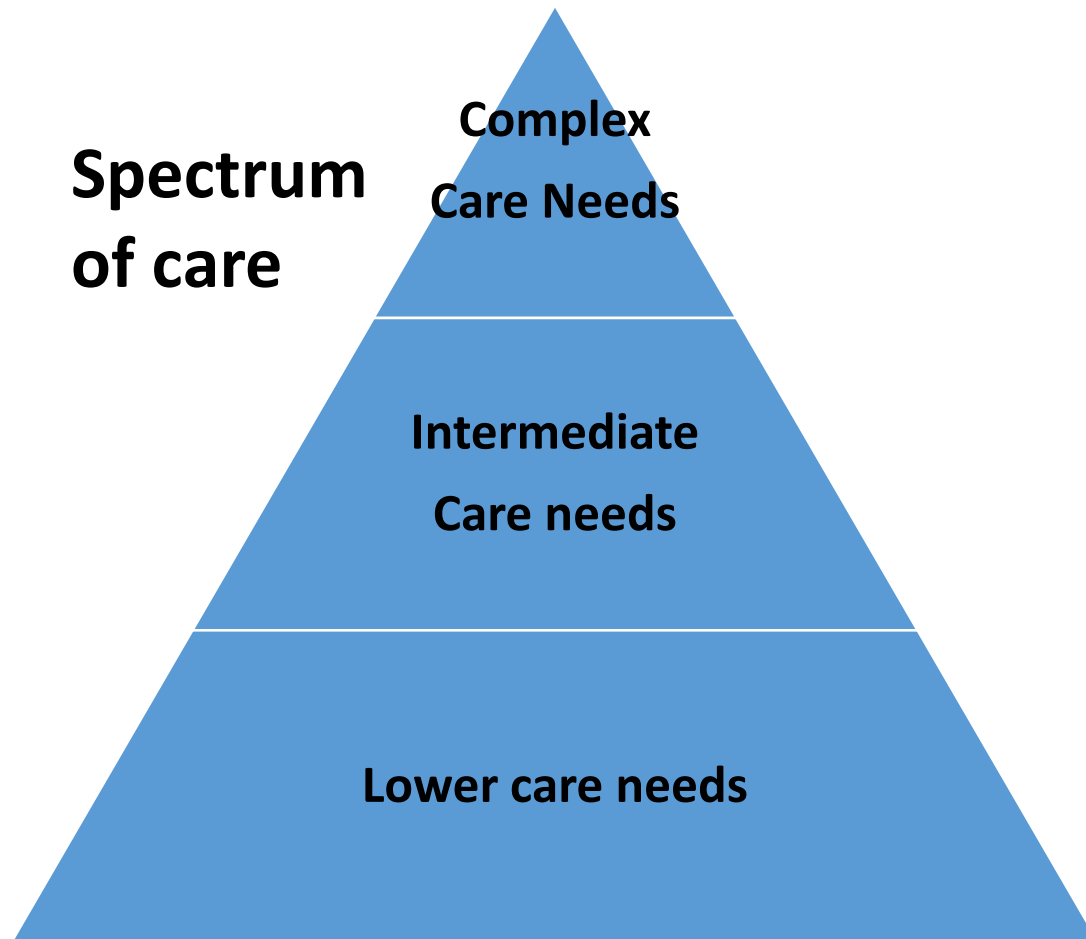 Spectrum
of care
Complex
Care Needs
Intermediate
Care needs
Lower care needs